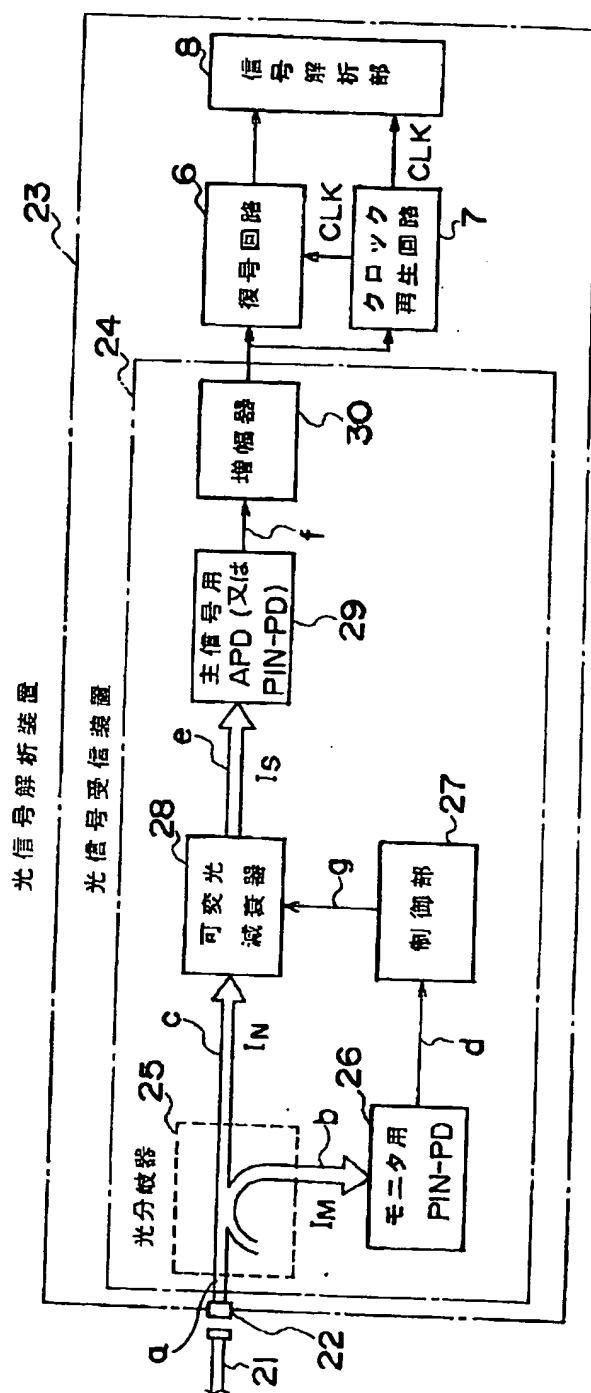 光信号解析装置
23
光信号受信装置
24
光分岐器
25
a
21
22
c
I_N
b
I_M
26
モニタ用
PIN-PD
d
27
制御部
g
28
可変光
減衰器
e
I_S
主信号用
APD (又は
PIN-PD)
29
f
増幅器
30
6
復号回路
CLK
クロック
再生回路
7
CLK
8
信号解析部